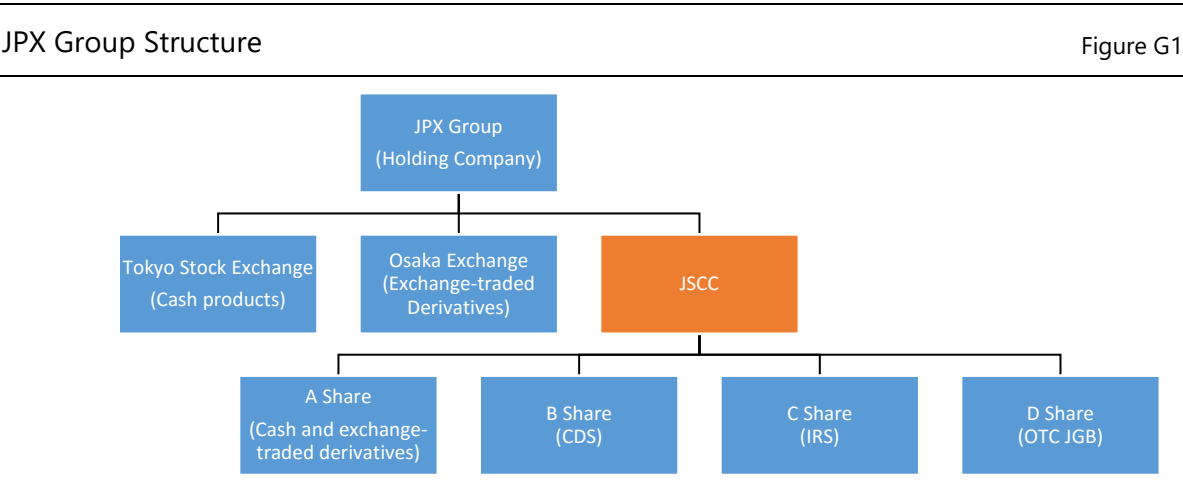 JPX Group Structure
Figure G1
JPX Group
(Holding Company)
Tokyo Stock Exchange
(Cash products)
Osaka Exchange
(Exchange-traded
Derivatives)
JSCC
A Share
(Cash and exchange-
traded derivatives)
B Share
(CDS)
C Share
(IRS)
D Share
(OTC JGB)